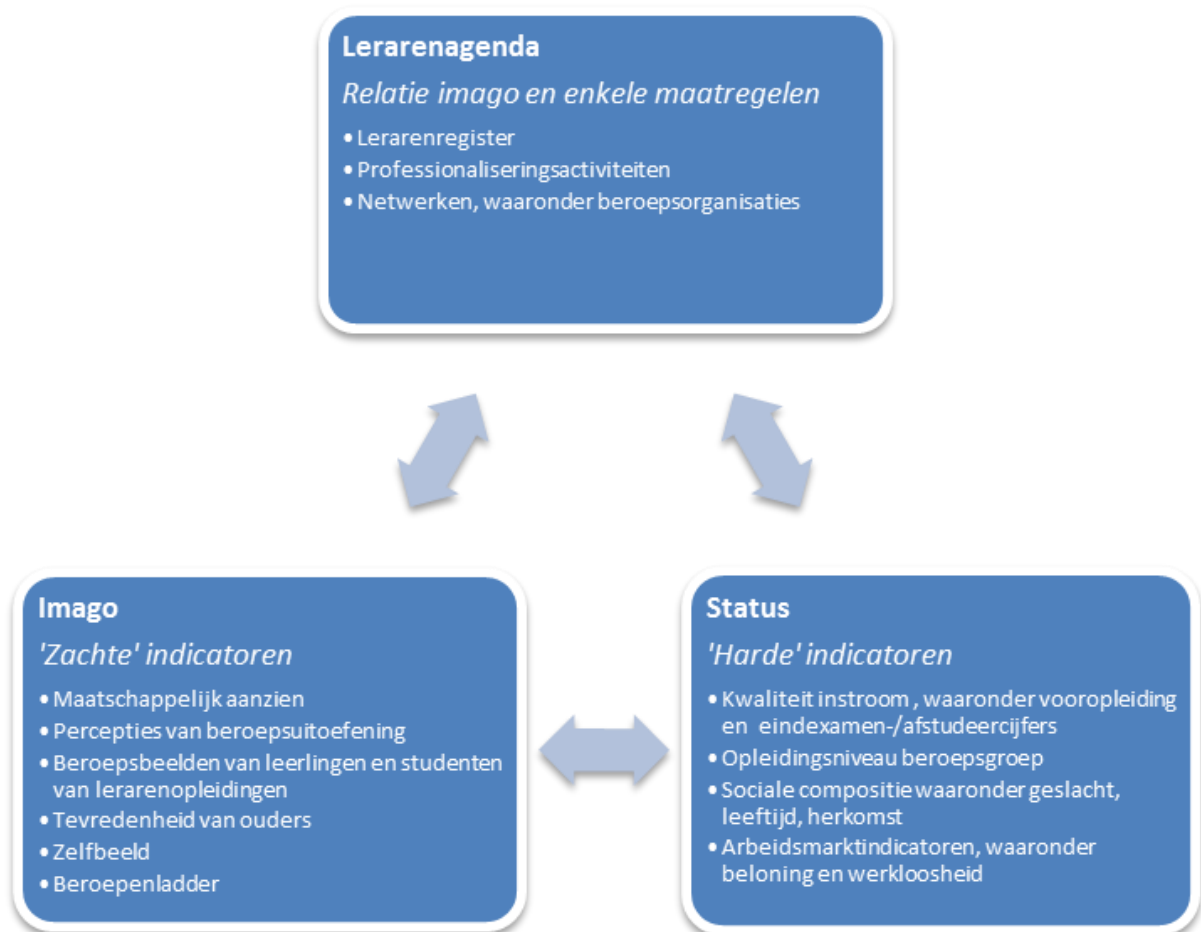 Lerarenagenda
Relatie imago en enkele maatregelen
• Lerarenregister
• Professionaliseringsactiviteiten
• Netwerken, waaronder beroepsorganisaties
Imago
'Zachte' indicatoren
• Maatschappelijk aanzien
• Percepties van beroepsuitoefening
• Beroepsbeelden van leerlingen en studenten
van lerarenopleidingen
• Tevredenheid van ouders
• Zelfbeeld
• Beroepenladder
Status
'Harde' indicatoren
• Kwaliteit instroom , waaronder vooropleiding
en eindexamen-/afstudeercijfers
• Opleidingsniveau beroepsgroep
• Sociale compositie waaronder geslacht,
leeftijd, herkomst
• Arbeidsmarktindicatoren, waaronder
beloning en werkloosheid